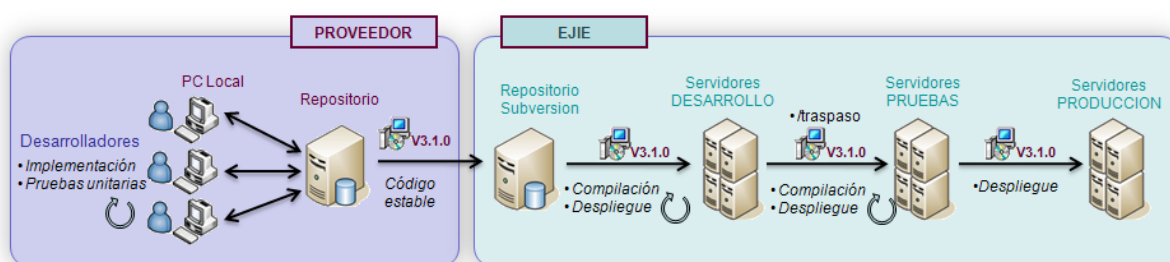 PROVEEDOR
PC Local
Repositorio
Desarrolladores
• Implementación
• Pruebas unitarias
V3.1.0
Código
estable
EJIE
Repositorio
Subversion
V3.1.0
• Compilación
• Despliegue
Servidores
DESARROLLO
• /traspaso
V3.1.0
• Compilación
• Despliegue
Servidores
PRUEBAS
V3.1.0
• Despliegue
Servidores
PRODUCCION